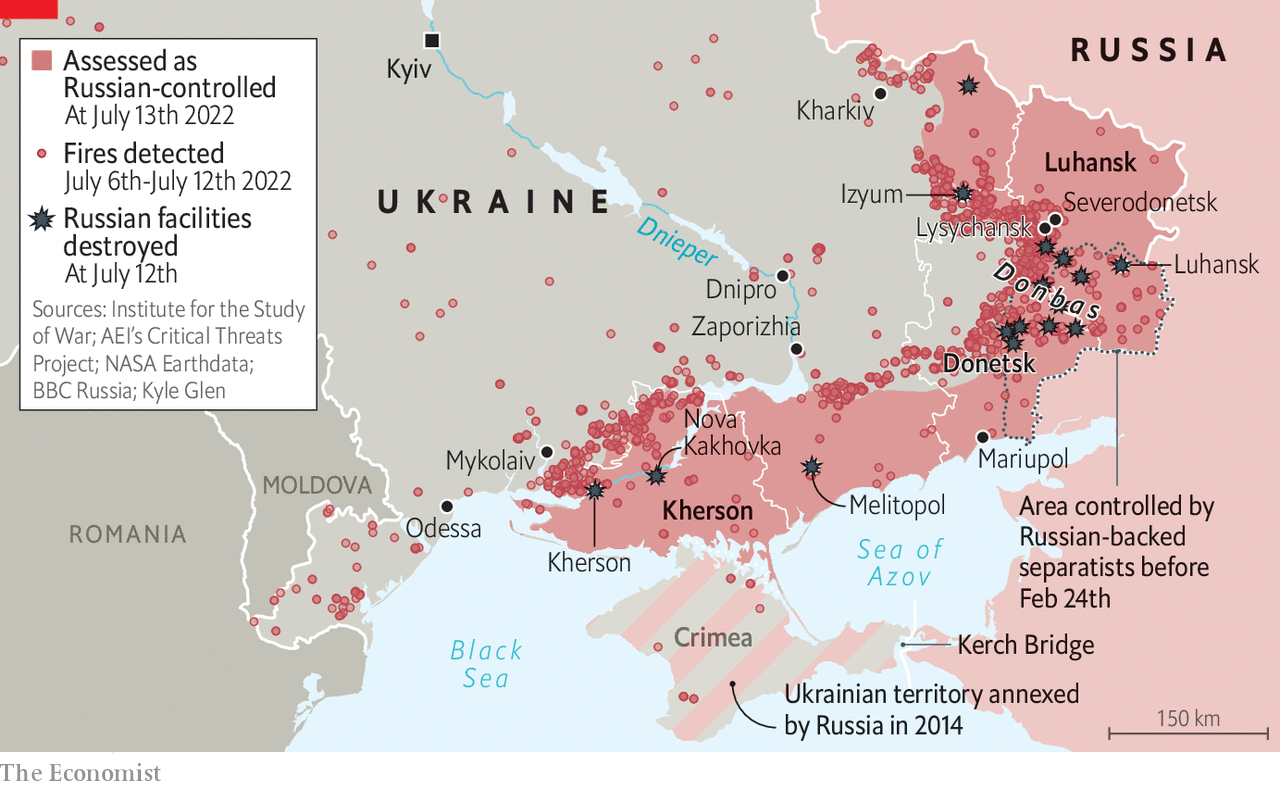 Assessed as
Russian-controlled
At July 13th 2022
Fires detected
July 6th-July 12th 2022
Russian facilities
destroyed
At July 12th
Sources: Institute for the Study
of War; AEI's Critical Threats
Project; NASA Earthdata;
BBC Russia; Kyle Glen
RUSSIA
Kyiv
Kharkiv
Luhansk
UKRAINE
Izyum
Severodonetsk
Lysychansk
Dnieper
Luhansk
Donbas
Dnipro
Zaporizhia
Donetsk
Nova
Kakhovka
Mykolaiv
Mariupol
MOLDOVA
Melitopol
Kherson
ROMANIA
Odessa
Kherson
Area controlled by
Russian-backed
separatists before
Feb 24th
Sea of
Azov
Crimea
Kerch Bridge
Black
Sea
Ukrainian territory annexed
by Russia in 2014
150 km
The Economist